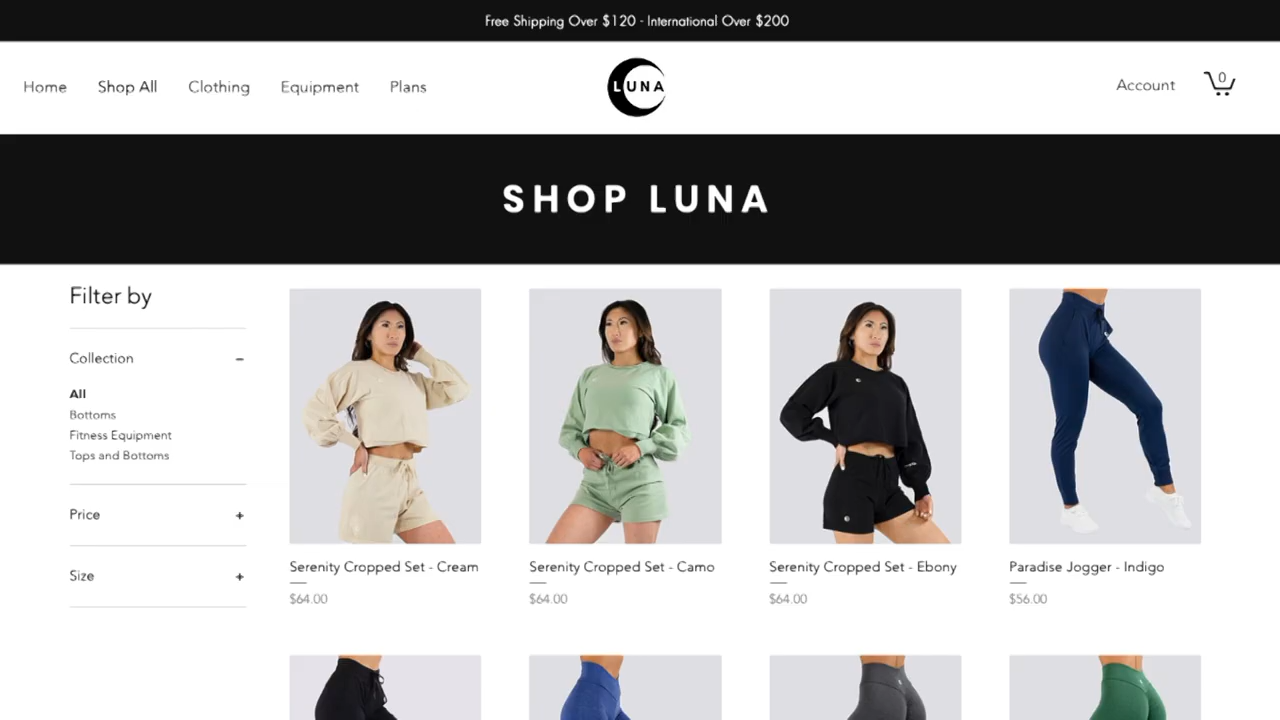 Free Shipping Over $120 - International Over $200
Home Shop All Clothing Equipment Plans
LUNA
Account 0
SHOP LUNA
Filter by
Collection
All
Bottoms
Fitness Equipment
Tops and Bottoms
Price
Size
Serenity Cropped Set - Cream
$64.00
Serenity Cropped Set - Camo
$64.00
Serenity Cropped Set - Ebony
$64.00
Paradise Jogger - Indigo
$56.00